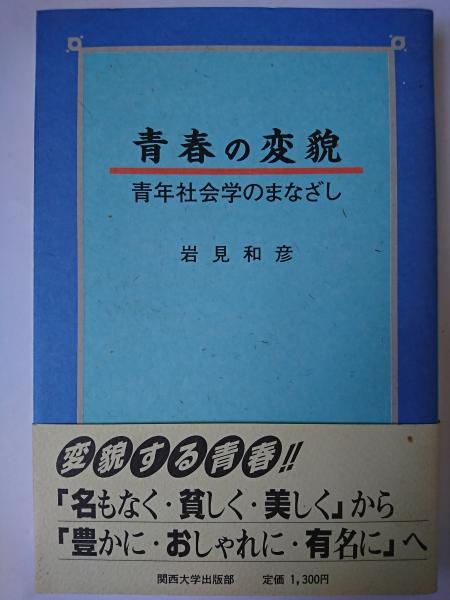 青春の変貌
青年社会学のまなざし
岩見和彦
変貌する青春!!
『名もなく・貧しく・美しく』から
『豊かに・おしゃれに・有名に』へ
関西大学出版部 定価 1,300円